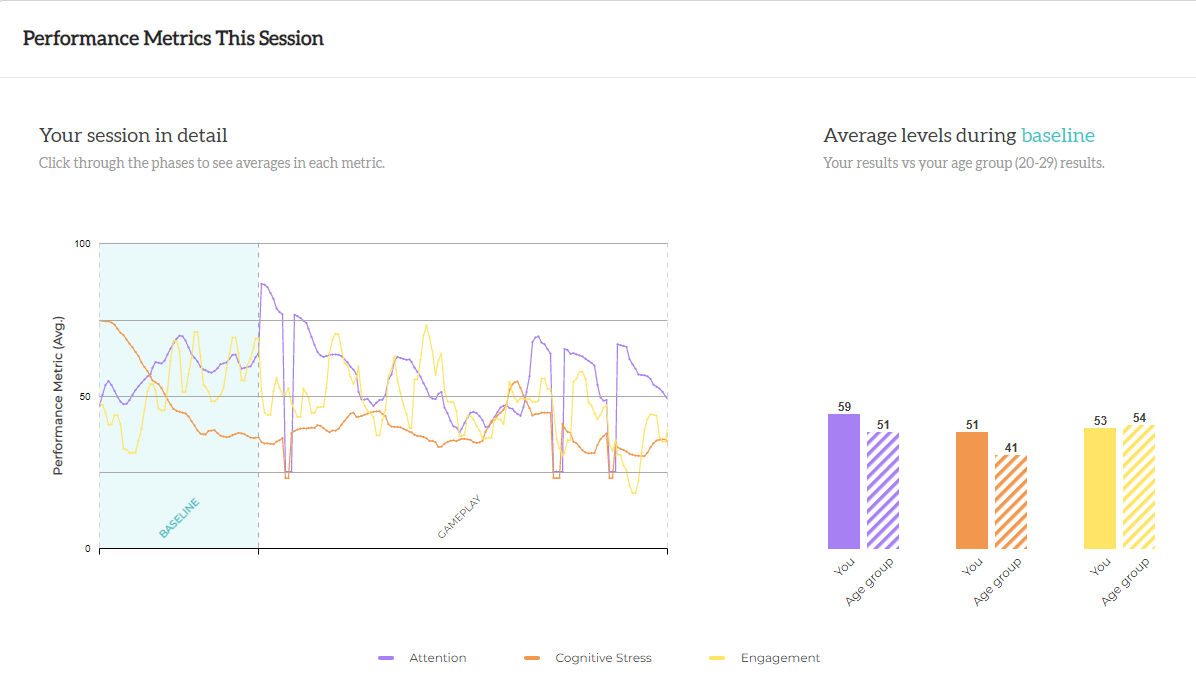 Performance Metrics This Session
Your session in detail
Click through the phases to see averages in each metric.
Average levels during baseline
Your results vs your age group (20-29) results.
100
50
0
Performance Metric (Avg.)
BASELINE
GAMEPLAY
59
51
51
41
53
54
You
Age group
You
Age group
You
Age group
Attention
Cognitive Stress
Engagement